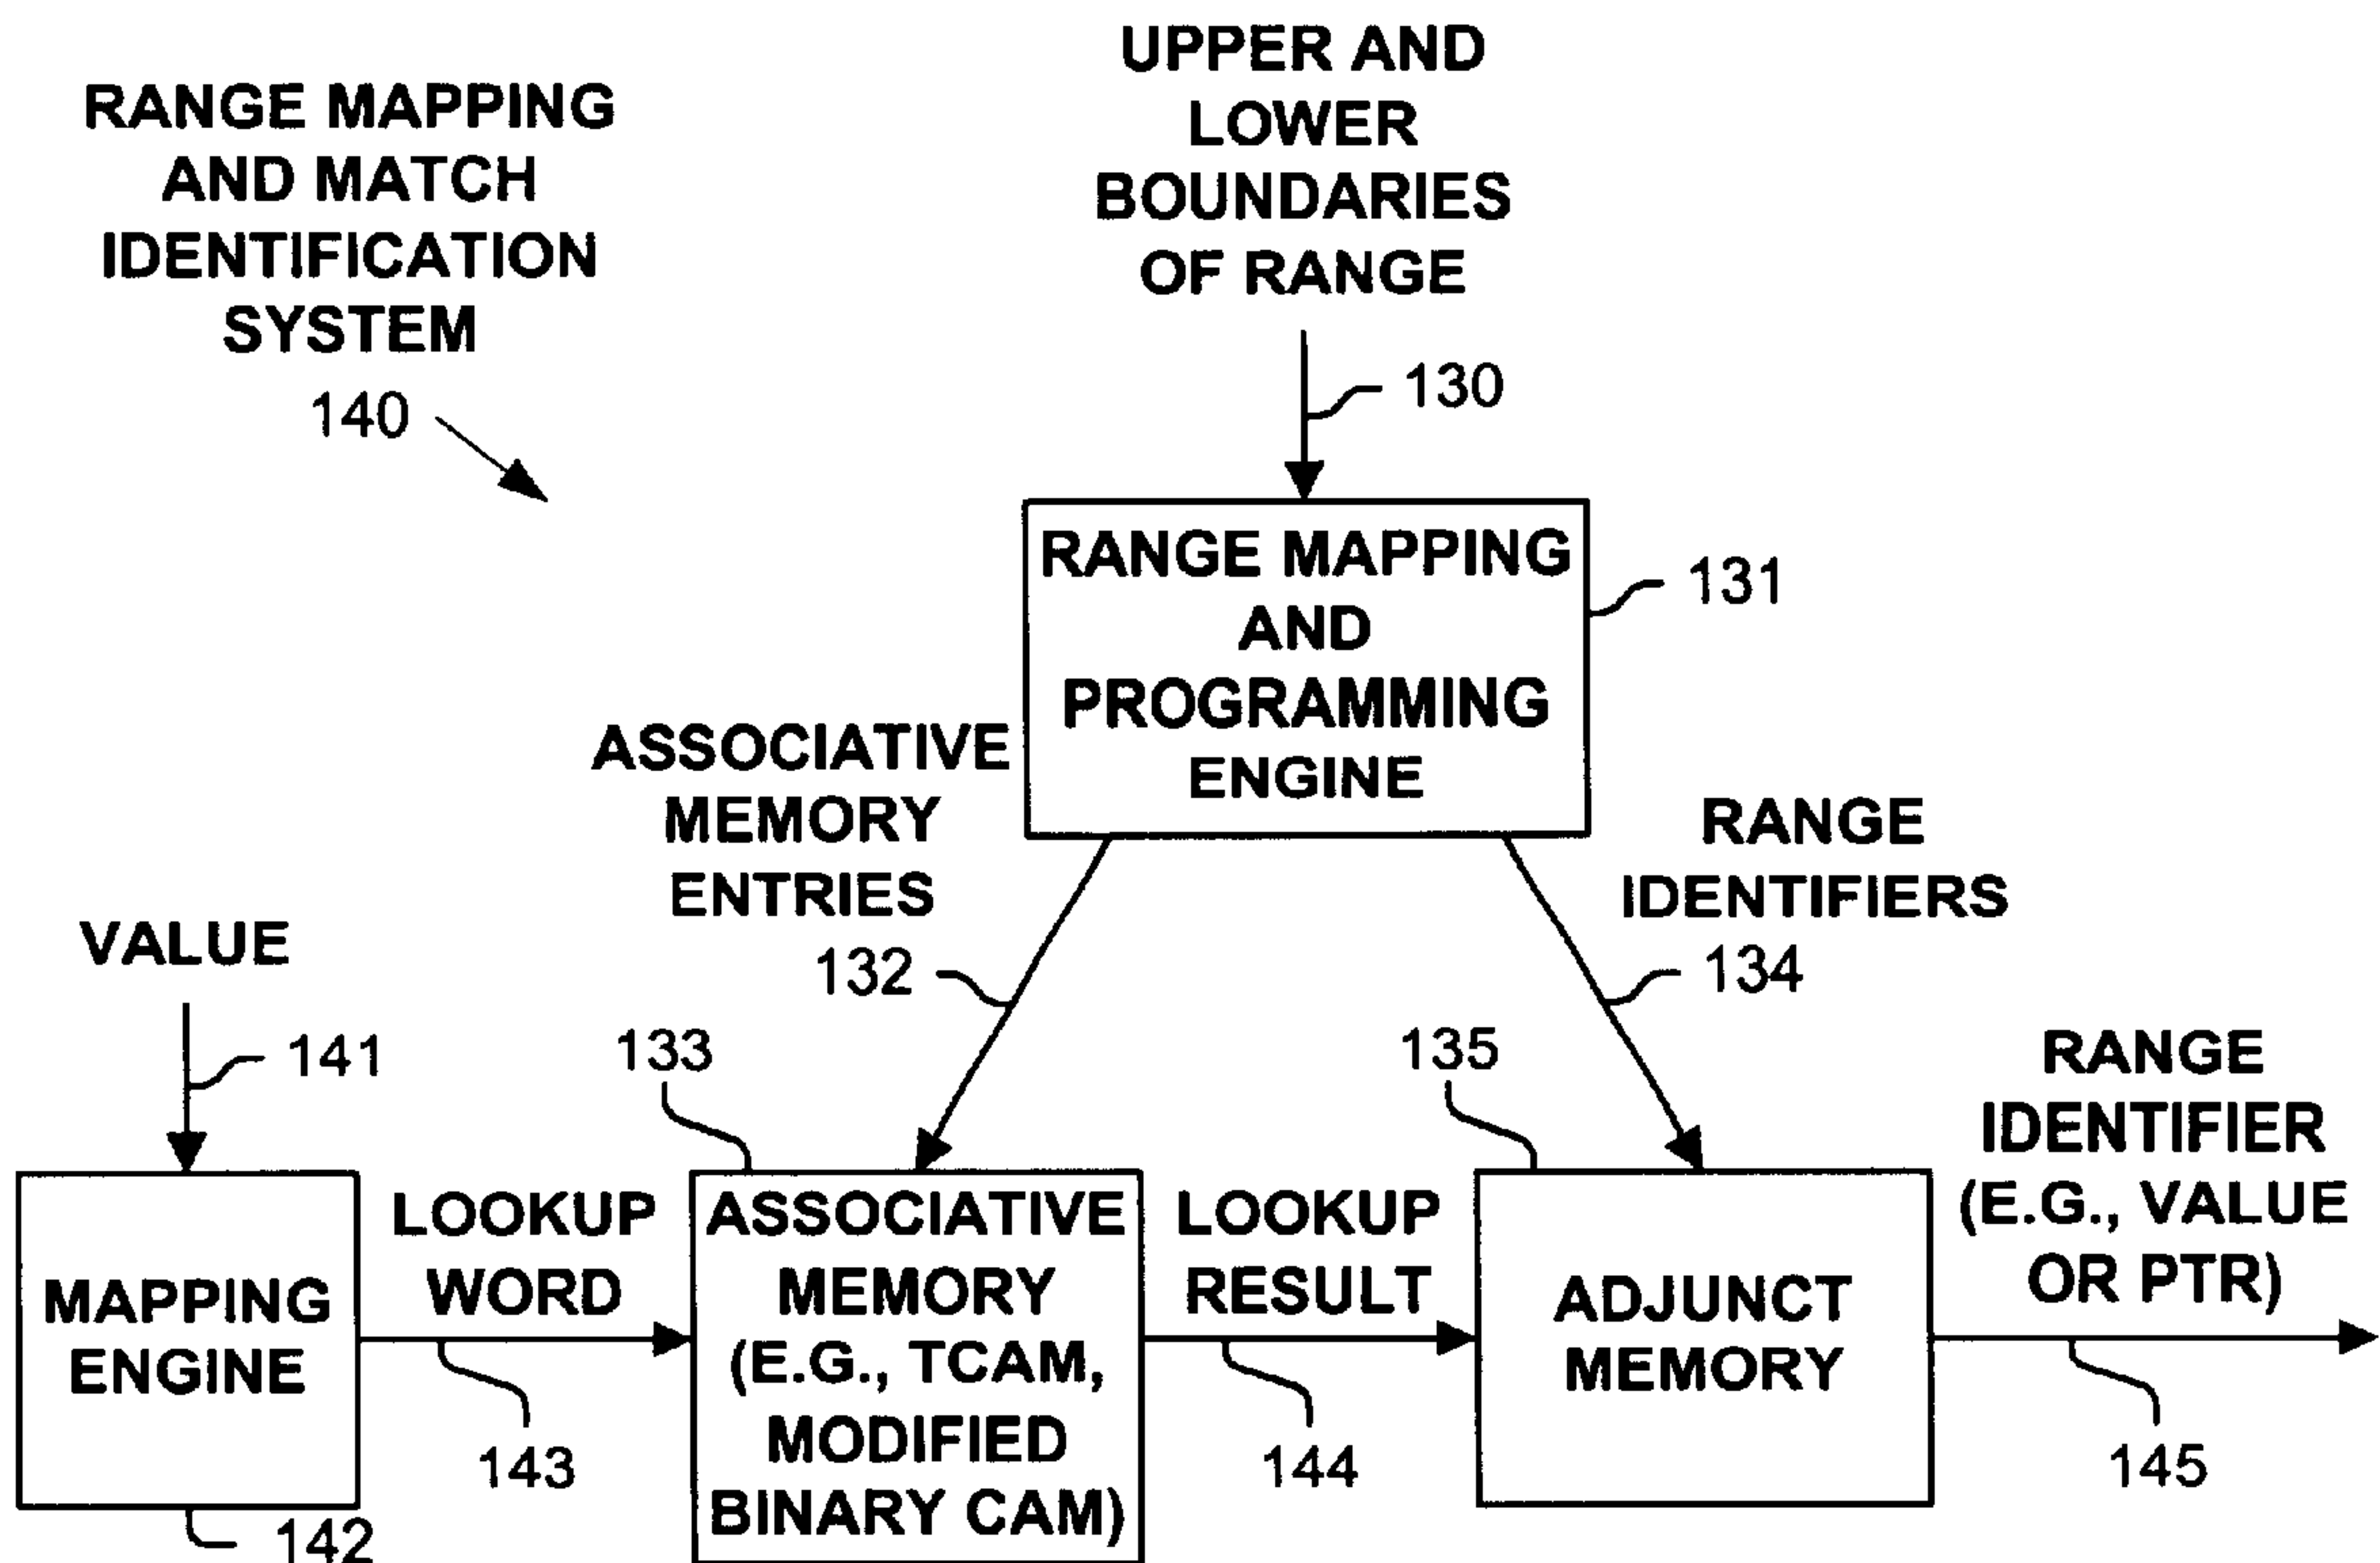 RANGE MAPPING
AND MATCH
IDENTIFICATION
SYSTEM
140
UPPER AND
LOWER
BOUNDARIES
OF RANGE
130
RANGE MAPPING
AND
PROGRAMMING
ENGINE
131
ASSOCIATIVE
MEMORY
ENTRIES
132
RANGE
IDENTIFIERS
134
VALUE
141
MAPPING
ENGINE
142
LOOKUP
WORD
143
133
ASSOCIATIVE
MEMORY
(E.G., TCAM,
MODIFIED
BINARY CAM)
LOOKUP
RESULT
144
135
ADJUNCT
MEMORY
RANGE
IDENTIFIER
(E.G., VALUE
OR PTR)
145